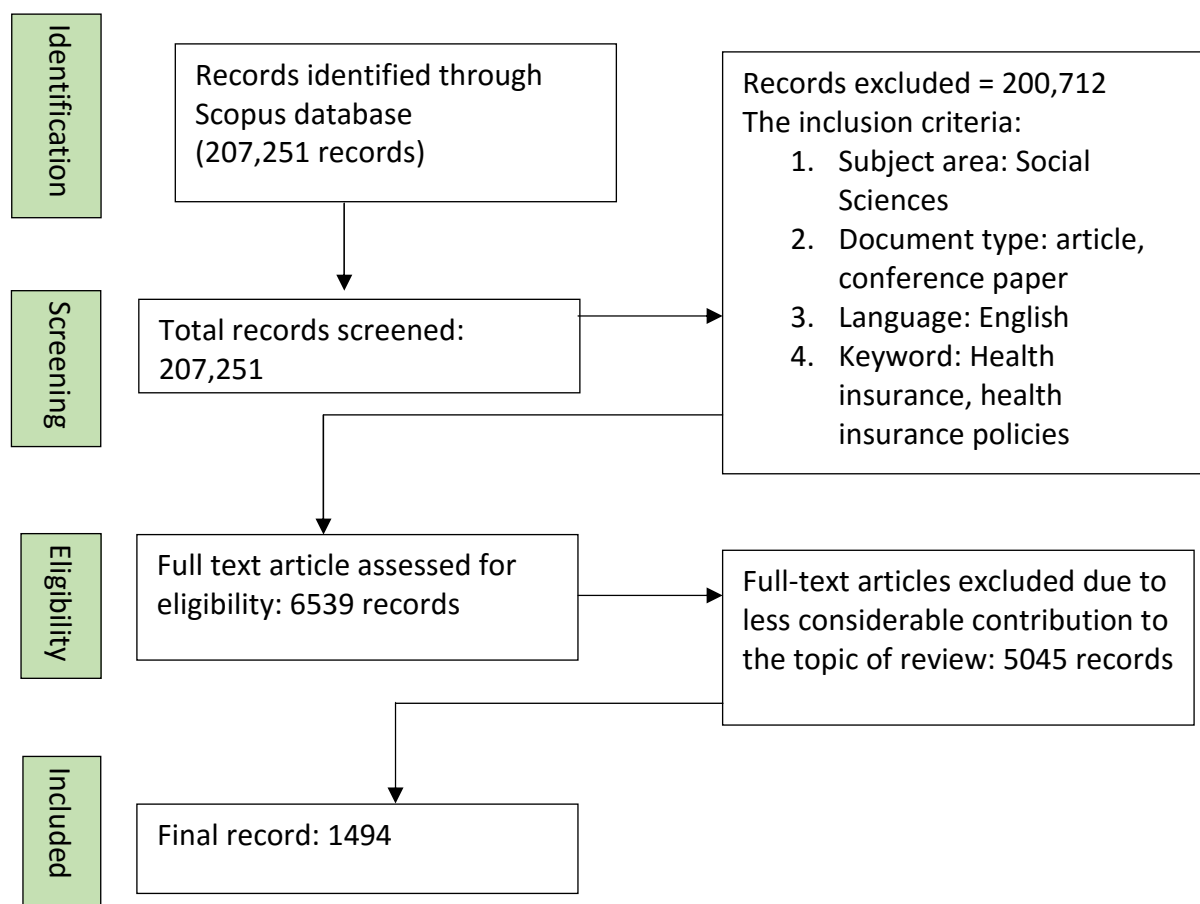 Identification
Records identified through
Scopus database
(207,251 records)
Records excluded = 200,712
The inclusion criteria:
1. Subject area: Social
Sciences
2. Document type: article,
conference paper
3. Language: English
4. Keyword: Health
insurance, health
insurance policies
Screening
Total records screened:
207,251
Eligibility
Full text article assessed for
eligibility: 6539 records
Full-text articles excluded due to
less considerable contribution to
the topic of review: 5045 records
Included
Final record: 1494